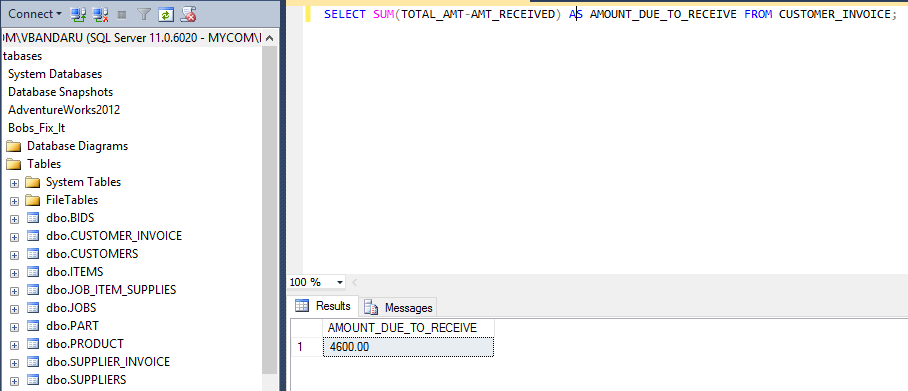 Connect
SELECT SUM(TOTAL_AMT-AMT_RECEIVED) AS AMOUNT_DUE_TO_RECEIVE FROM CUSTOMER_INVOICE;
M\VBANDARU (SQL Server 11.0.6020 - MYCOM\
tabases
System Databases
Database Snapshots
AdventureWorks2012
Bobs_Fix_It
Database Diagrams
Tables
System Tables
FileTables
dbo.BIDS
dbo.CUSTOMER_INVOICE
dbo.CUSTOMERS
dbo.ITEMS
dbo.JOB_ITEM_SUPPLIES
dbo.JOBS
dbo.PART
dbo.PRODUCT
dbo.SUPPLIER_INVOICE
dbo.SUPPLIERS
100 %
Results Messages
AMOUNT_DUE_TO_RECEIVE
1 4600.00